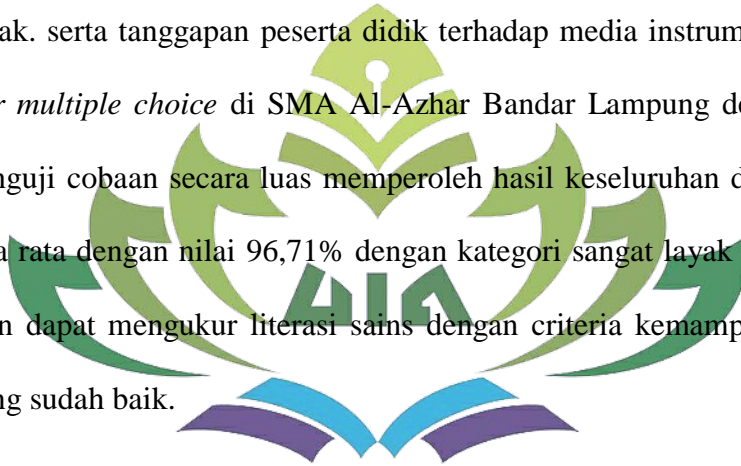 ak. serta tanggapan peserta didik terhadap media instrum
r multiple choice di SMA Al-Azhar Bandar Lampung de
nguji cobaan secara luas memperoleh hasil keseluruhan d
a rata dengan nilai 96,71% dengan kategori sangat layak
UIN
n dapat mengukur literasi sains dengan criteria kemamp
ng sudah baik.